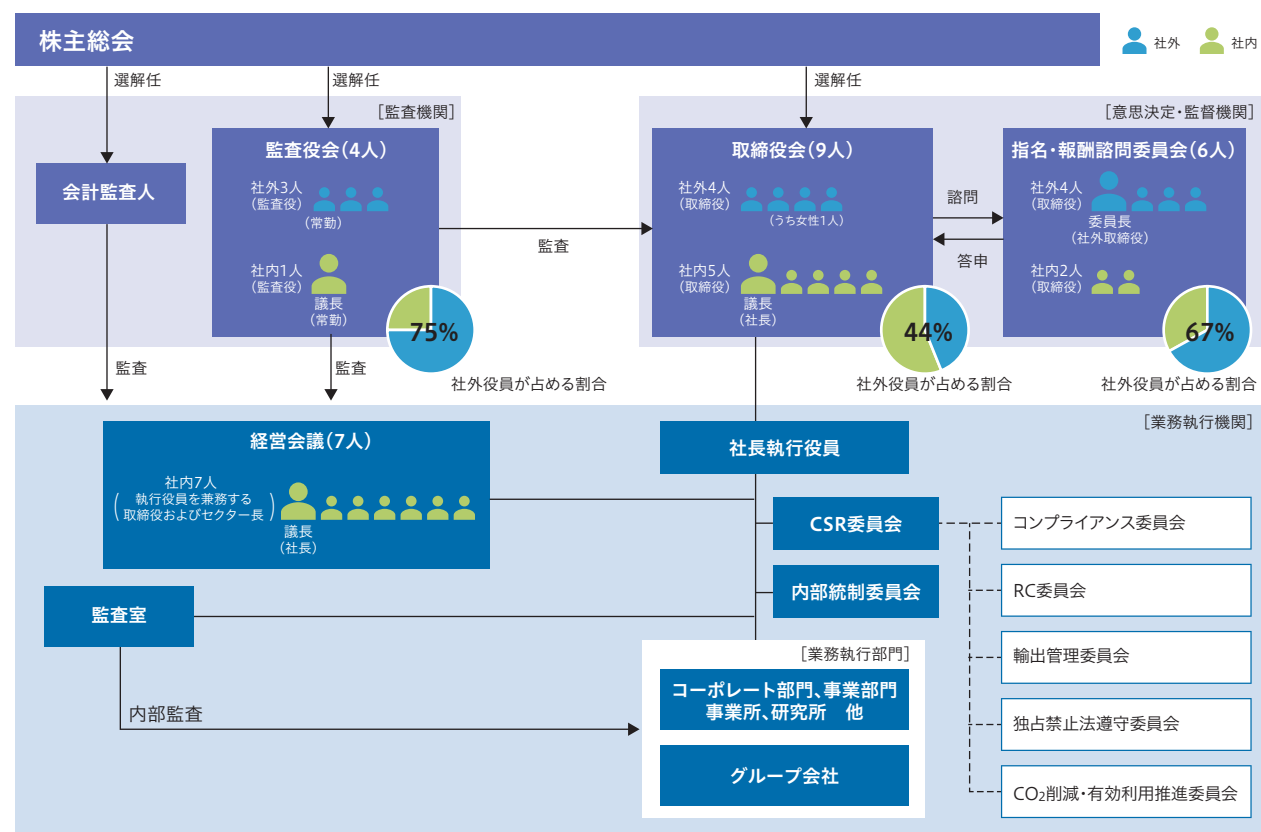 株主総会
社外
社内
選解任
選解任
選解任
［監査機関］
［意思決定・監督機関］
会計監査人
監査役会（4人）
社外3人
（監査役）
（常勤）
社内1人
（監査役）
議長
（常勤）
75%
社外役員が占める割合
監査
取締役会（9人）
社外4人
（取締役）
（うち女性1人）
社内5人
（取締役）
議長
（社長）
44%
社外役員が占める割合
諮問
答申
指名・報酬諮問委員会（6人）
社外4人
（取締役）
委員長
（社外取締役）
社内2人
（取締役）
67%
社外役員が占める割合
監査
監査
［業務執行機関］
経営会議（7人）
社内7人
（執行役員を兼務する
取締役およびセクター長）
議長
（社長）
社長執行役員
CSR委員会
内部統制委員会
コンプライアンス委員会
RC委員会
輸出管理委員会
独占禁止法遵守委員会
CO2削減・有効利用推進委員会
監査室
内部監査
［業務執行部門］
コーポレート部門、事業部門
事業所、研究所　他
グループ会社